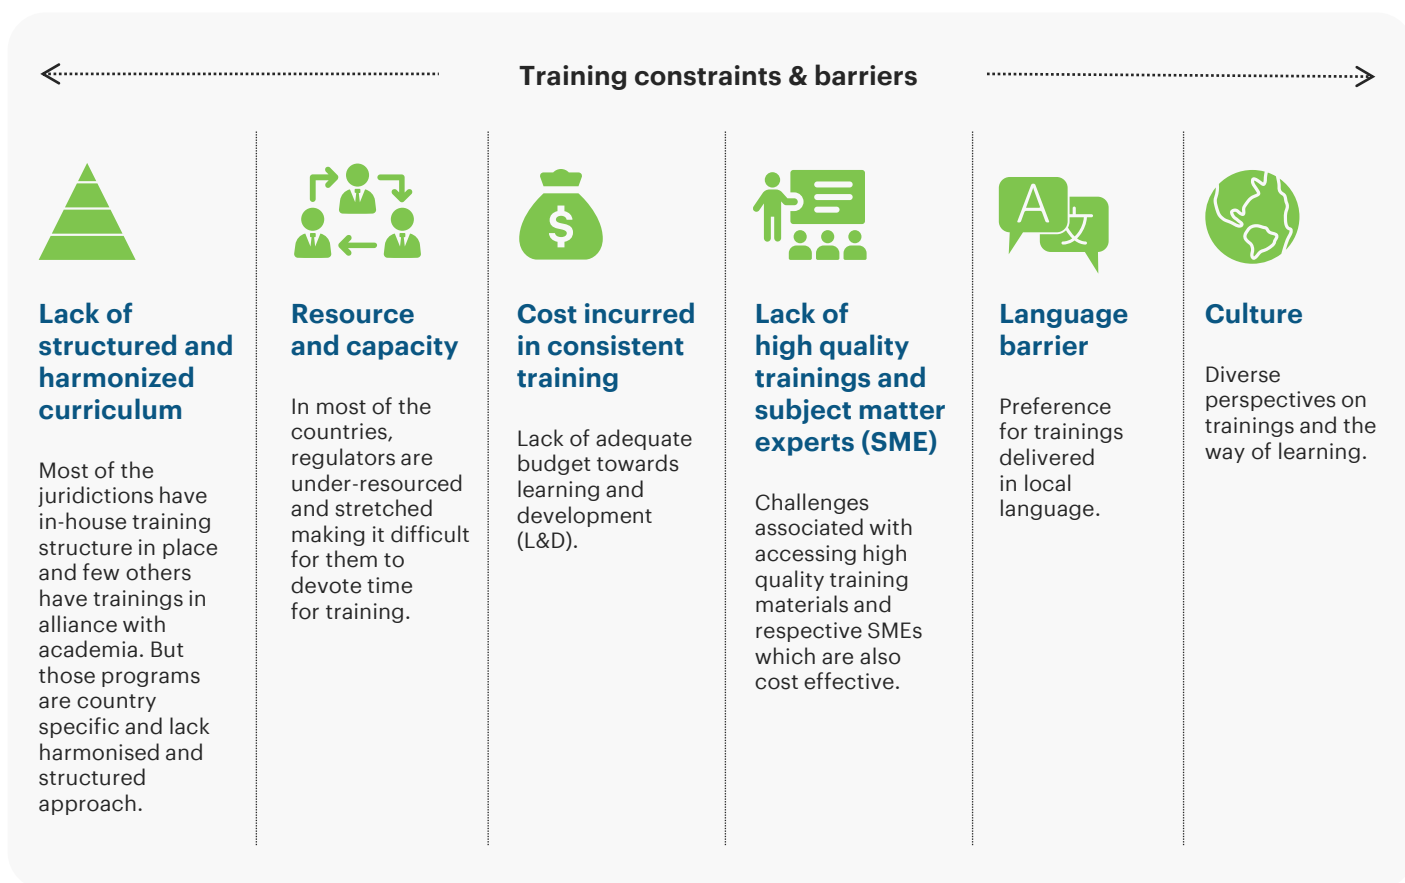 Training constraints & barriers
Lack of
structured and
harmonized
curriculum
Most of the
juridictions have
in-house training
structure in place
and few others
have trainings in
alliance with
academia. But
those programs
are country
specific and lack
harmonised and
structured
approach.
Resource
and capacity
In most of the
countries,
regulators are
under-resourced
and stretched
making it difficult
for them to
devote time
for training.
$
Cost incurred
in consistent
training
Lack of adequate
budget towards
learning and
development
(L&D).
Lack of
high quality
trainings and
subject matter
experts (SME)
Challenges
associated with
accessing high
quality training
materials and
respective SMEs
which are also
cost effective.
A
文
Language
barrier
Preference
for trainings
delivered
in local
language.
Culture
Diverse
perspectives on
trainings and the
way of learning.